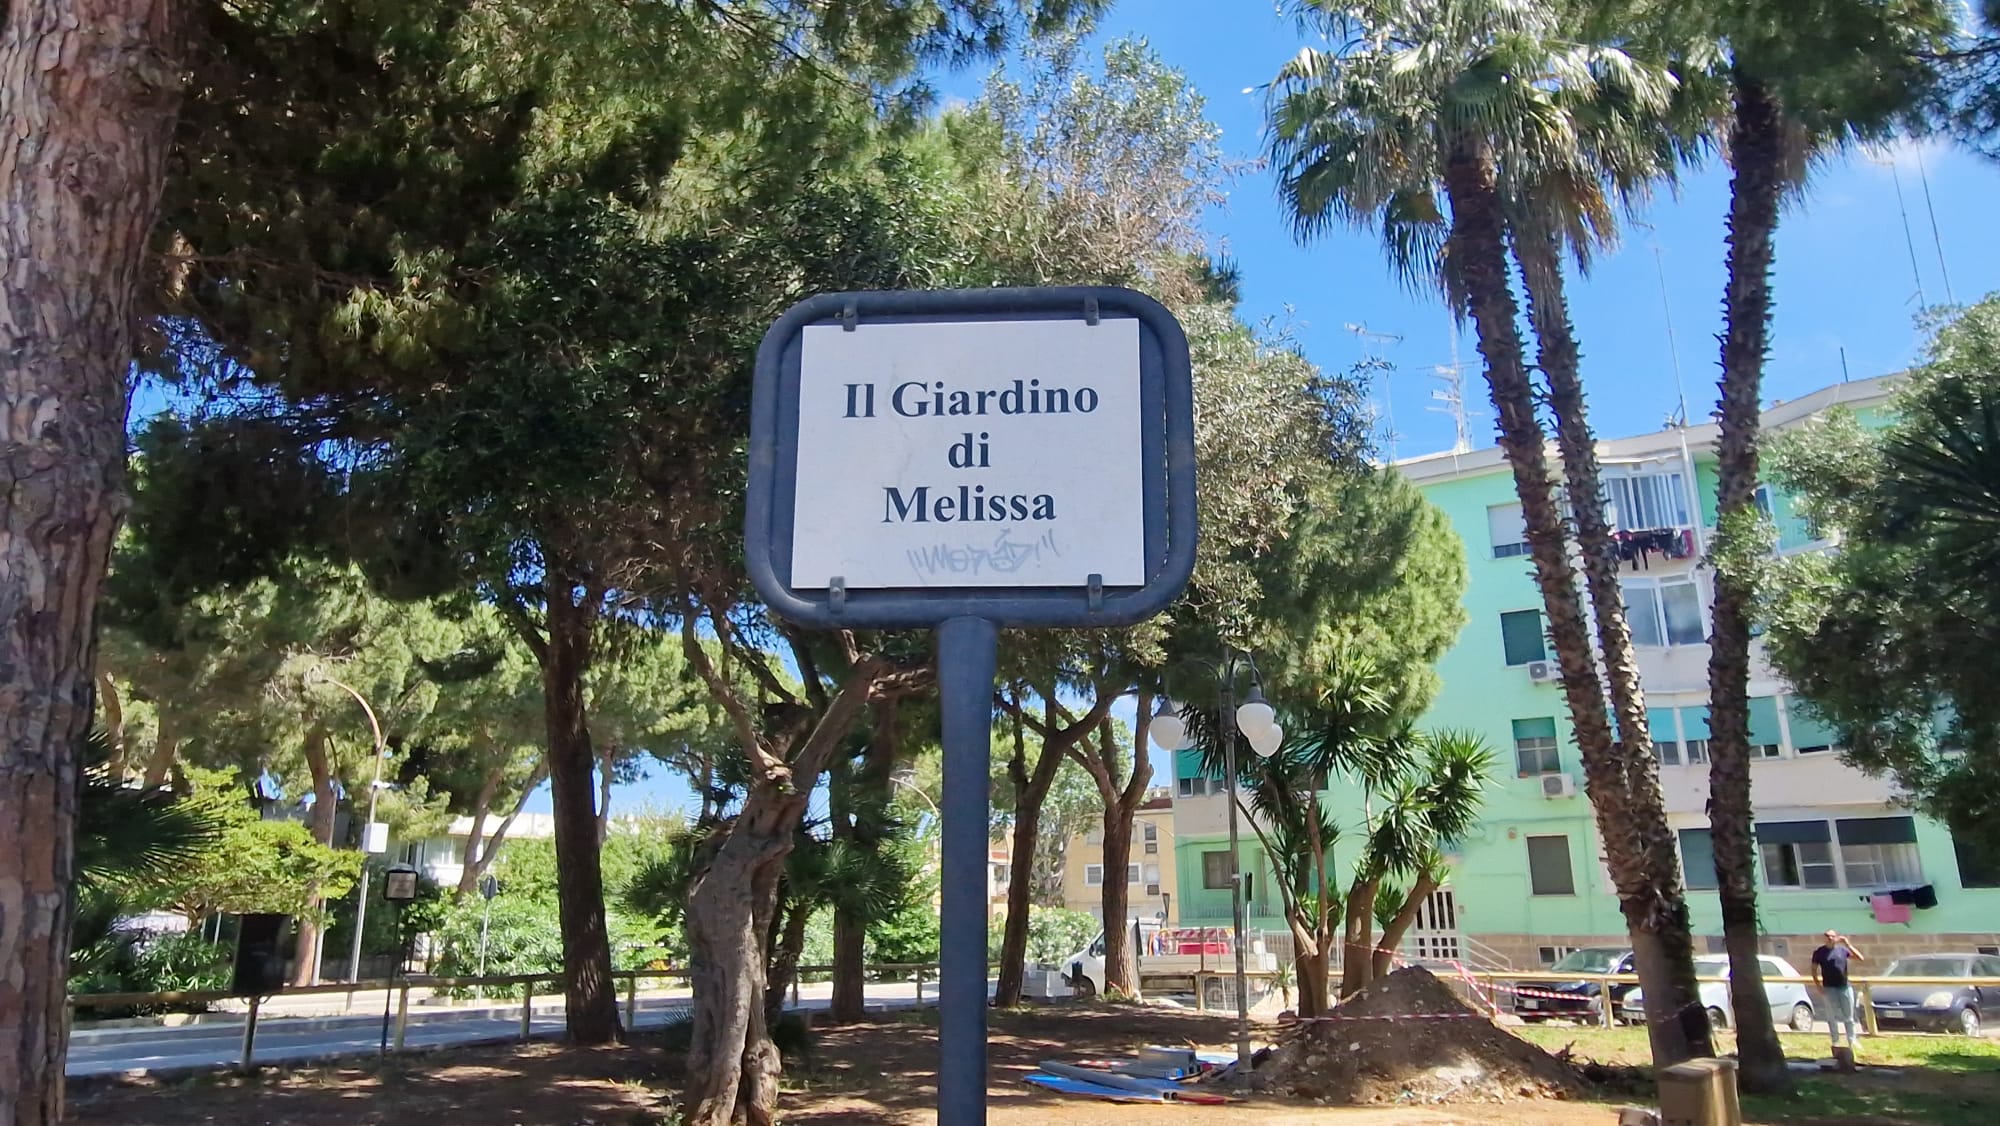 Il Giardino
di
Melissa